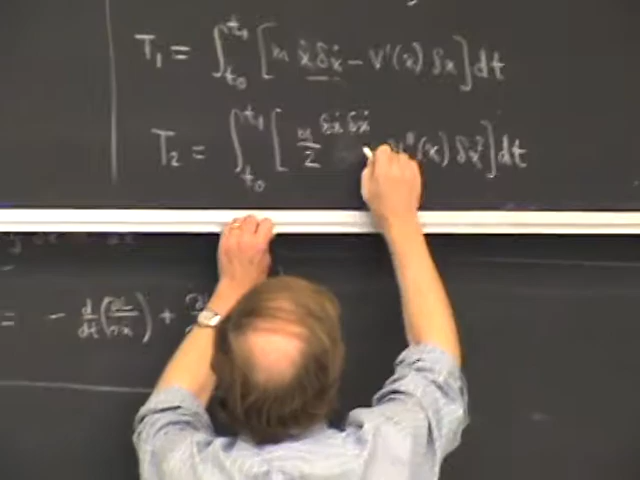 T₁ = ∫_{t₀}^{t₁} [m ẋ δẋ − V'(x) δx] dt
T₂ = ∫_{t₀}^{t₁} [m/2 δẋ δẋ V''(x) δx²] dt
= − d/dt (∂L/∂ẋ) +